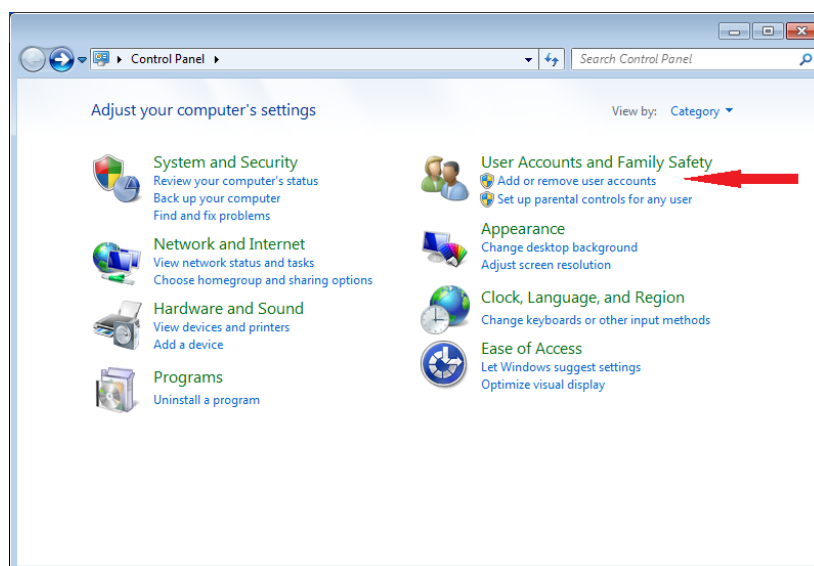 Control Panel
Search Control Panel
Adjust your computer's settings
View by: Category
System and Security
Review your computer's status
Back up your computer
Find and fix problems
Network and Internet
View network status and tasks
Choose homegroup and sharing options
Hardware and Sound
View devices and printers
Add a device
Programs
Uninstall a program
User Accounts and Family Safety
Add or remove user accounts
Set up parental controls for any user
Appearance
Change desktop background
Adjust screen resolution
Clock, Language, and Region
Change keyboards or other input methods
Ease of Access
Let Windows suggest settings
Optimize visual display